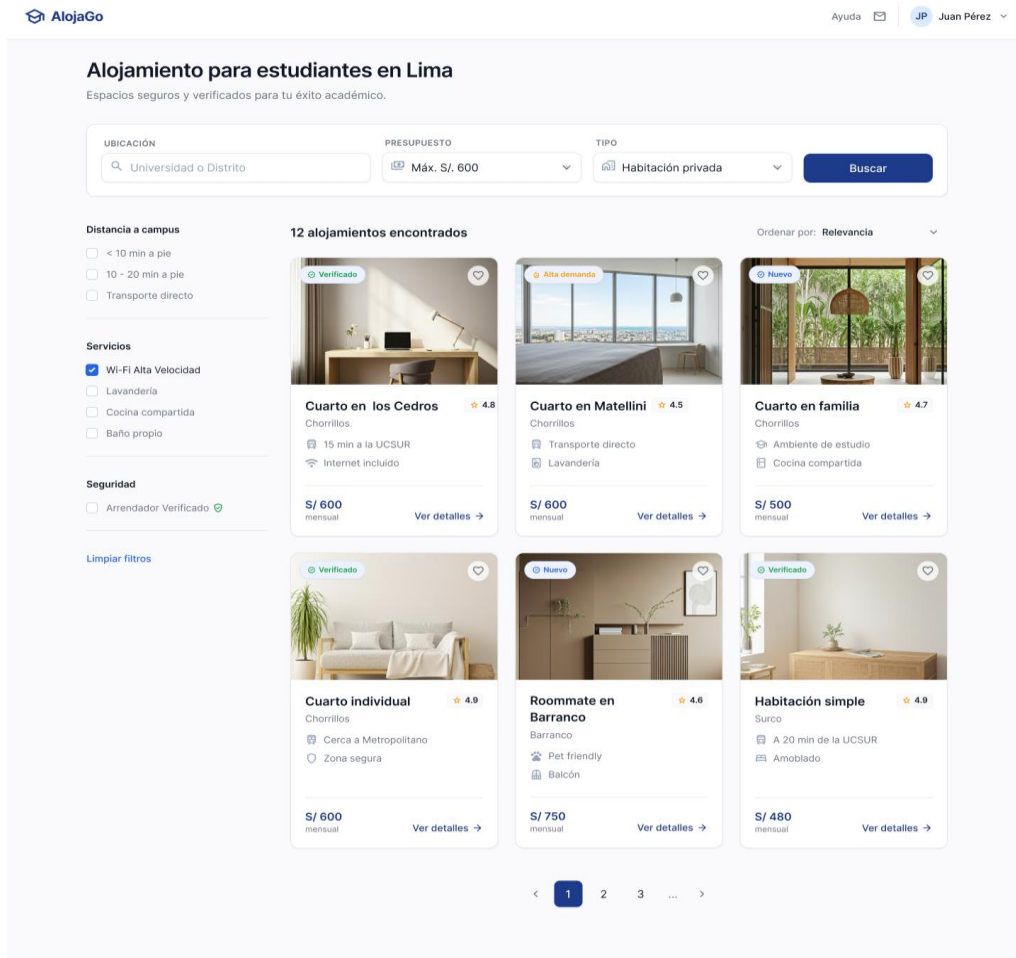 AlojaGo
Ayuda
JP Juan Pérez
Alojamiento para estudiantes en Lima
Espacios seguros y verificados para tu éxito académico.
UBICACIÓN
Universidad o Distrito
PRESUPUESTO
Máx. S/. 600
TIPO
Habitación privada
Buscar
Distancia a campus
< 10 min a pie
10 - 20 min a pie
Transporte directo
Servicios
Wi-Fi Alta Velocidad
Lavandería
Cocina compartida
Baño propio
Seguridad
Arrendador Verificado
Limpiar filtros
12 alojamientos encontrados
Ordenar por: Relevancia
Verificado
Cuarto en los Cedros 4.8
Chorrillos
15 min a la UCSUR
Internet incluido
S/ 600
mensual
Ver detalles →
Alta demanda
Cuarto en Matellini 4.5
Chorrillos
Transporte directo
Lavandería
S/ 600
mensual
Ver detalles →
Nuevo
Cuarto en familia 4.7
Chorrillos
Ambiente de estudio
Cocina compartida
S/ 500
mensual
Ver detalles →
Verificado
Cuarto individual 4.9
Chorrillos
Cerca a Metropolitano
Zona segura
S/ 600
mensual
Ver detalles →
Nuevo
Roommate en 4.6
Barranco
Barranco
Pet friendly
Balcón
S/ 750
mensual
Ver detalles →
Verificado
Habitación simple 4.9
Surco
A 20 min de la UCSUR
Amoblado
S/ 480
mensual
Ver detalles →
‹ 1 2 3 ... ›